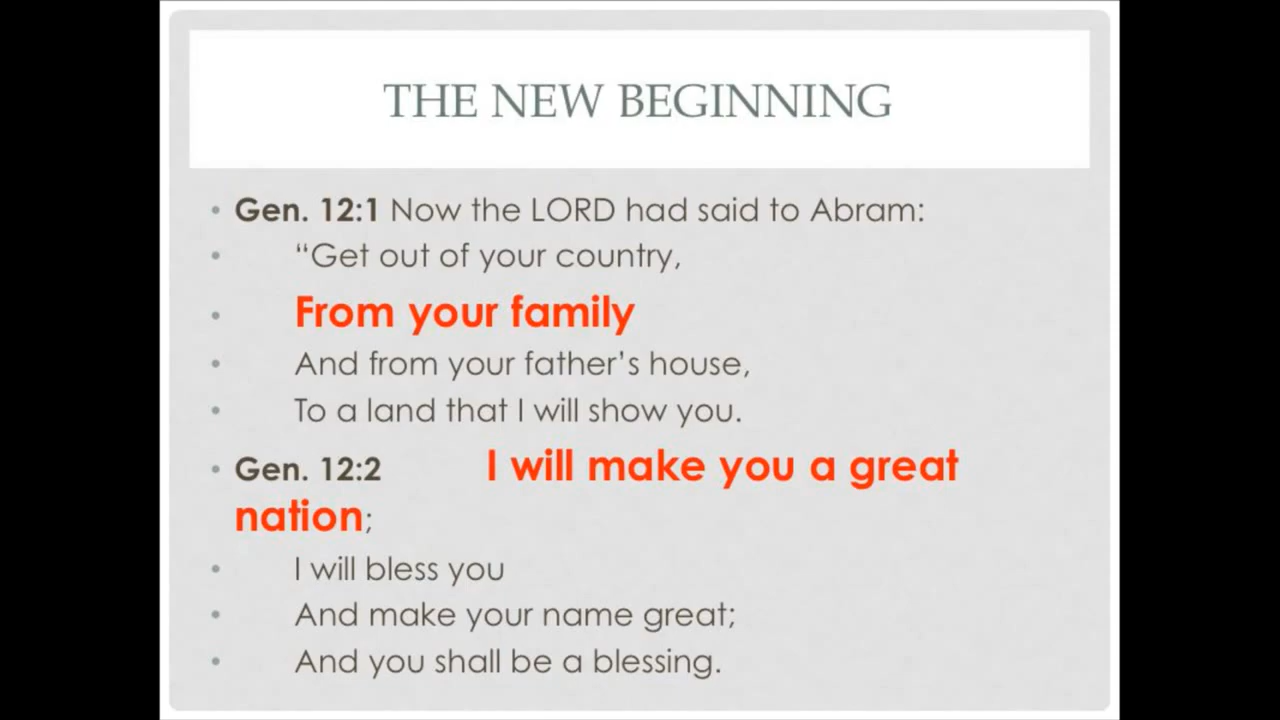 THE NEW BEGINNING
• Gen. 12:1 Now the LORD had said to Abram:
• “Get out of your country,
• From your family
• And from your father’s house,
• To a land that I will show you.
• Gen. 12:2 I will make you a great
nation;
• I will bless you
• And make your name great;
• And you shall be a blessing.